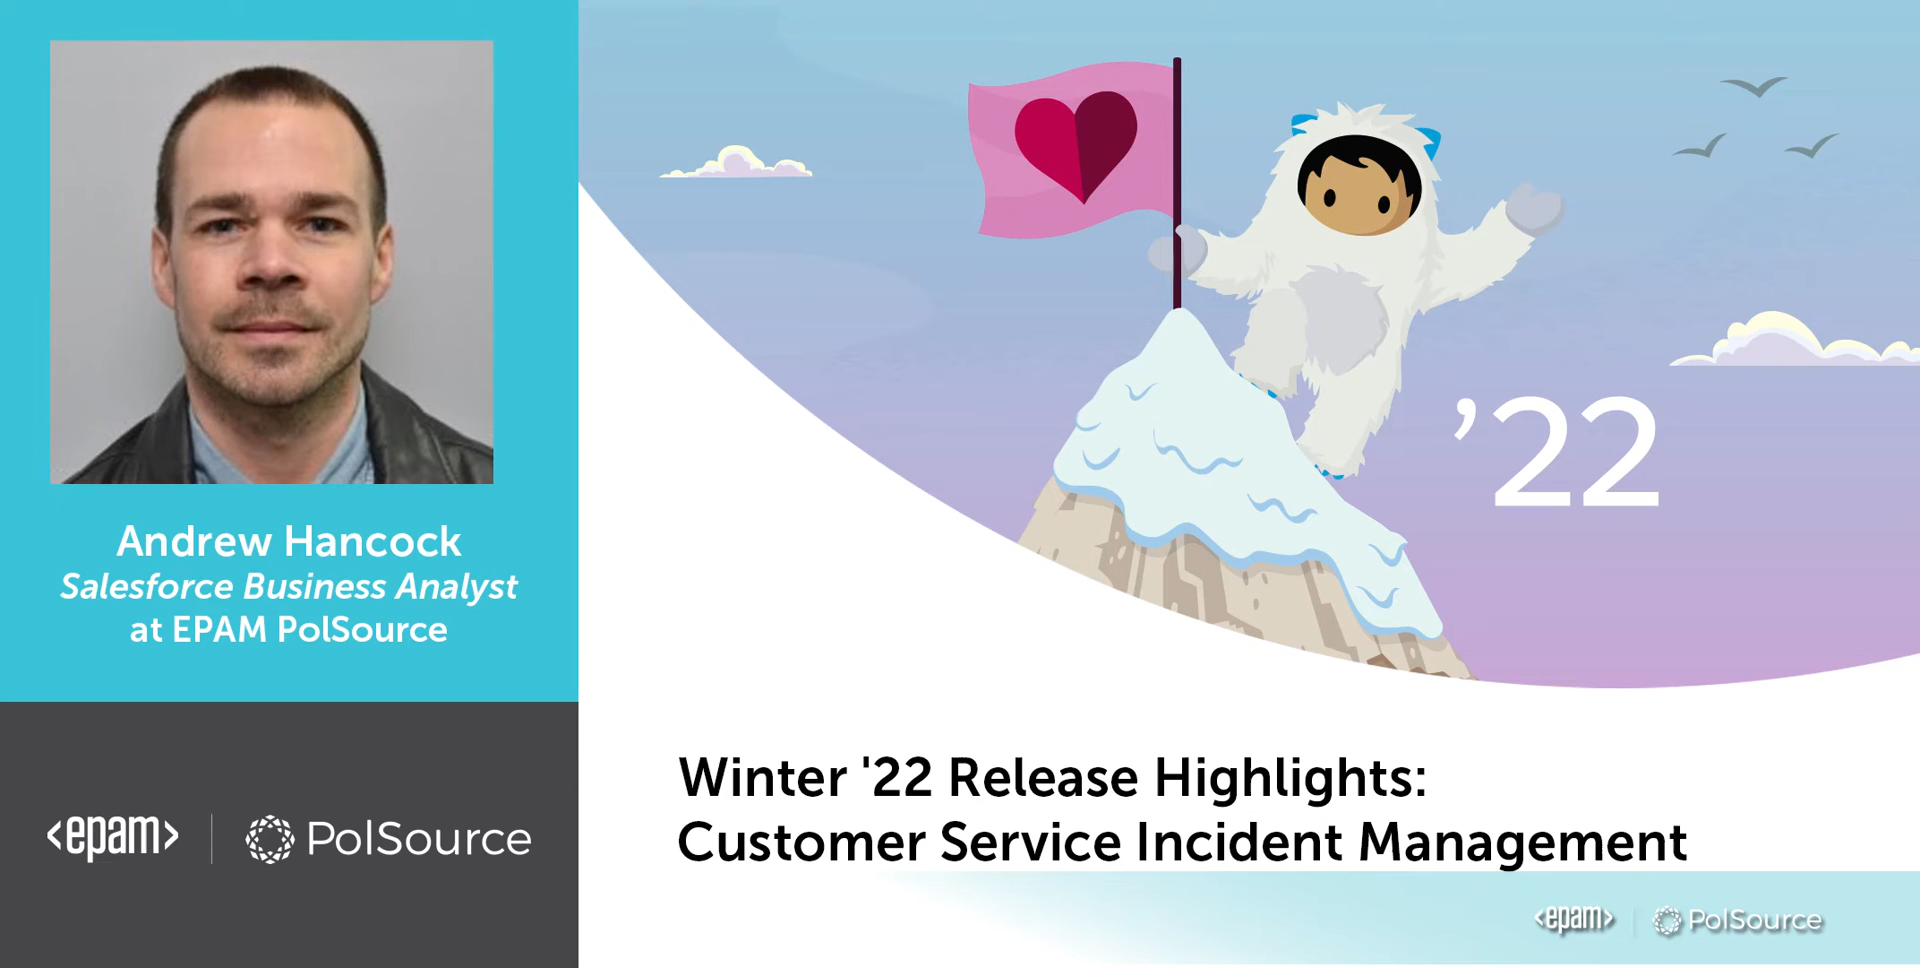 Andrew Hancock
Salesforce Business Analyst
at EPAM PolSource
<epam> | PolSource
’22
Winter '22 Release Highlights:
Customer Service Incident Management
<epam> | PolSource